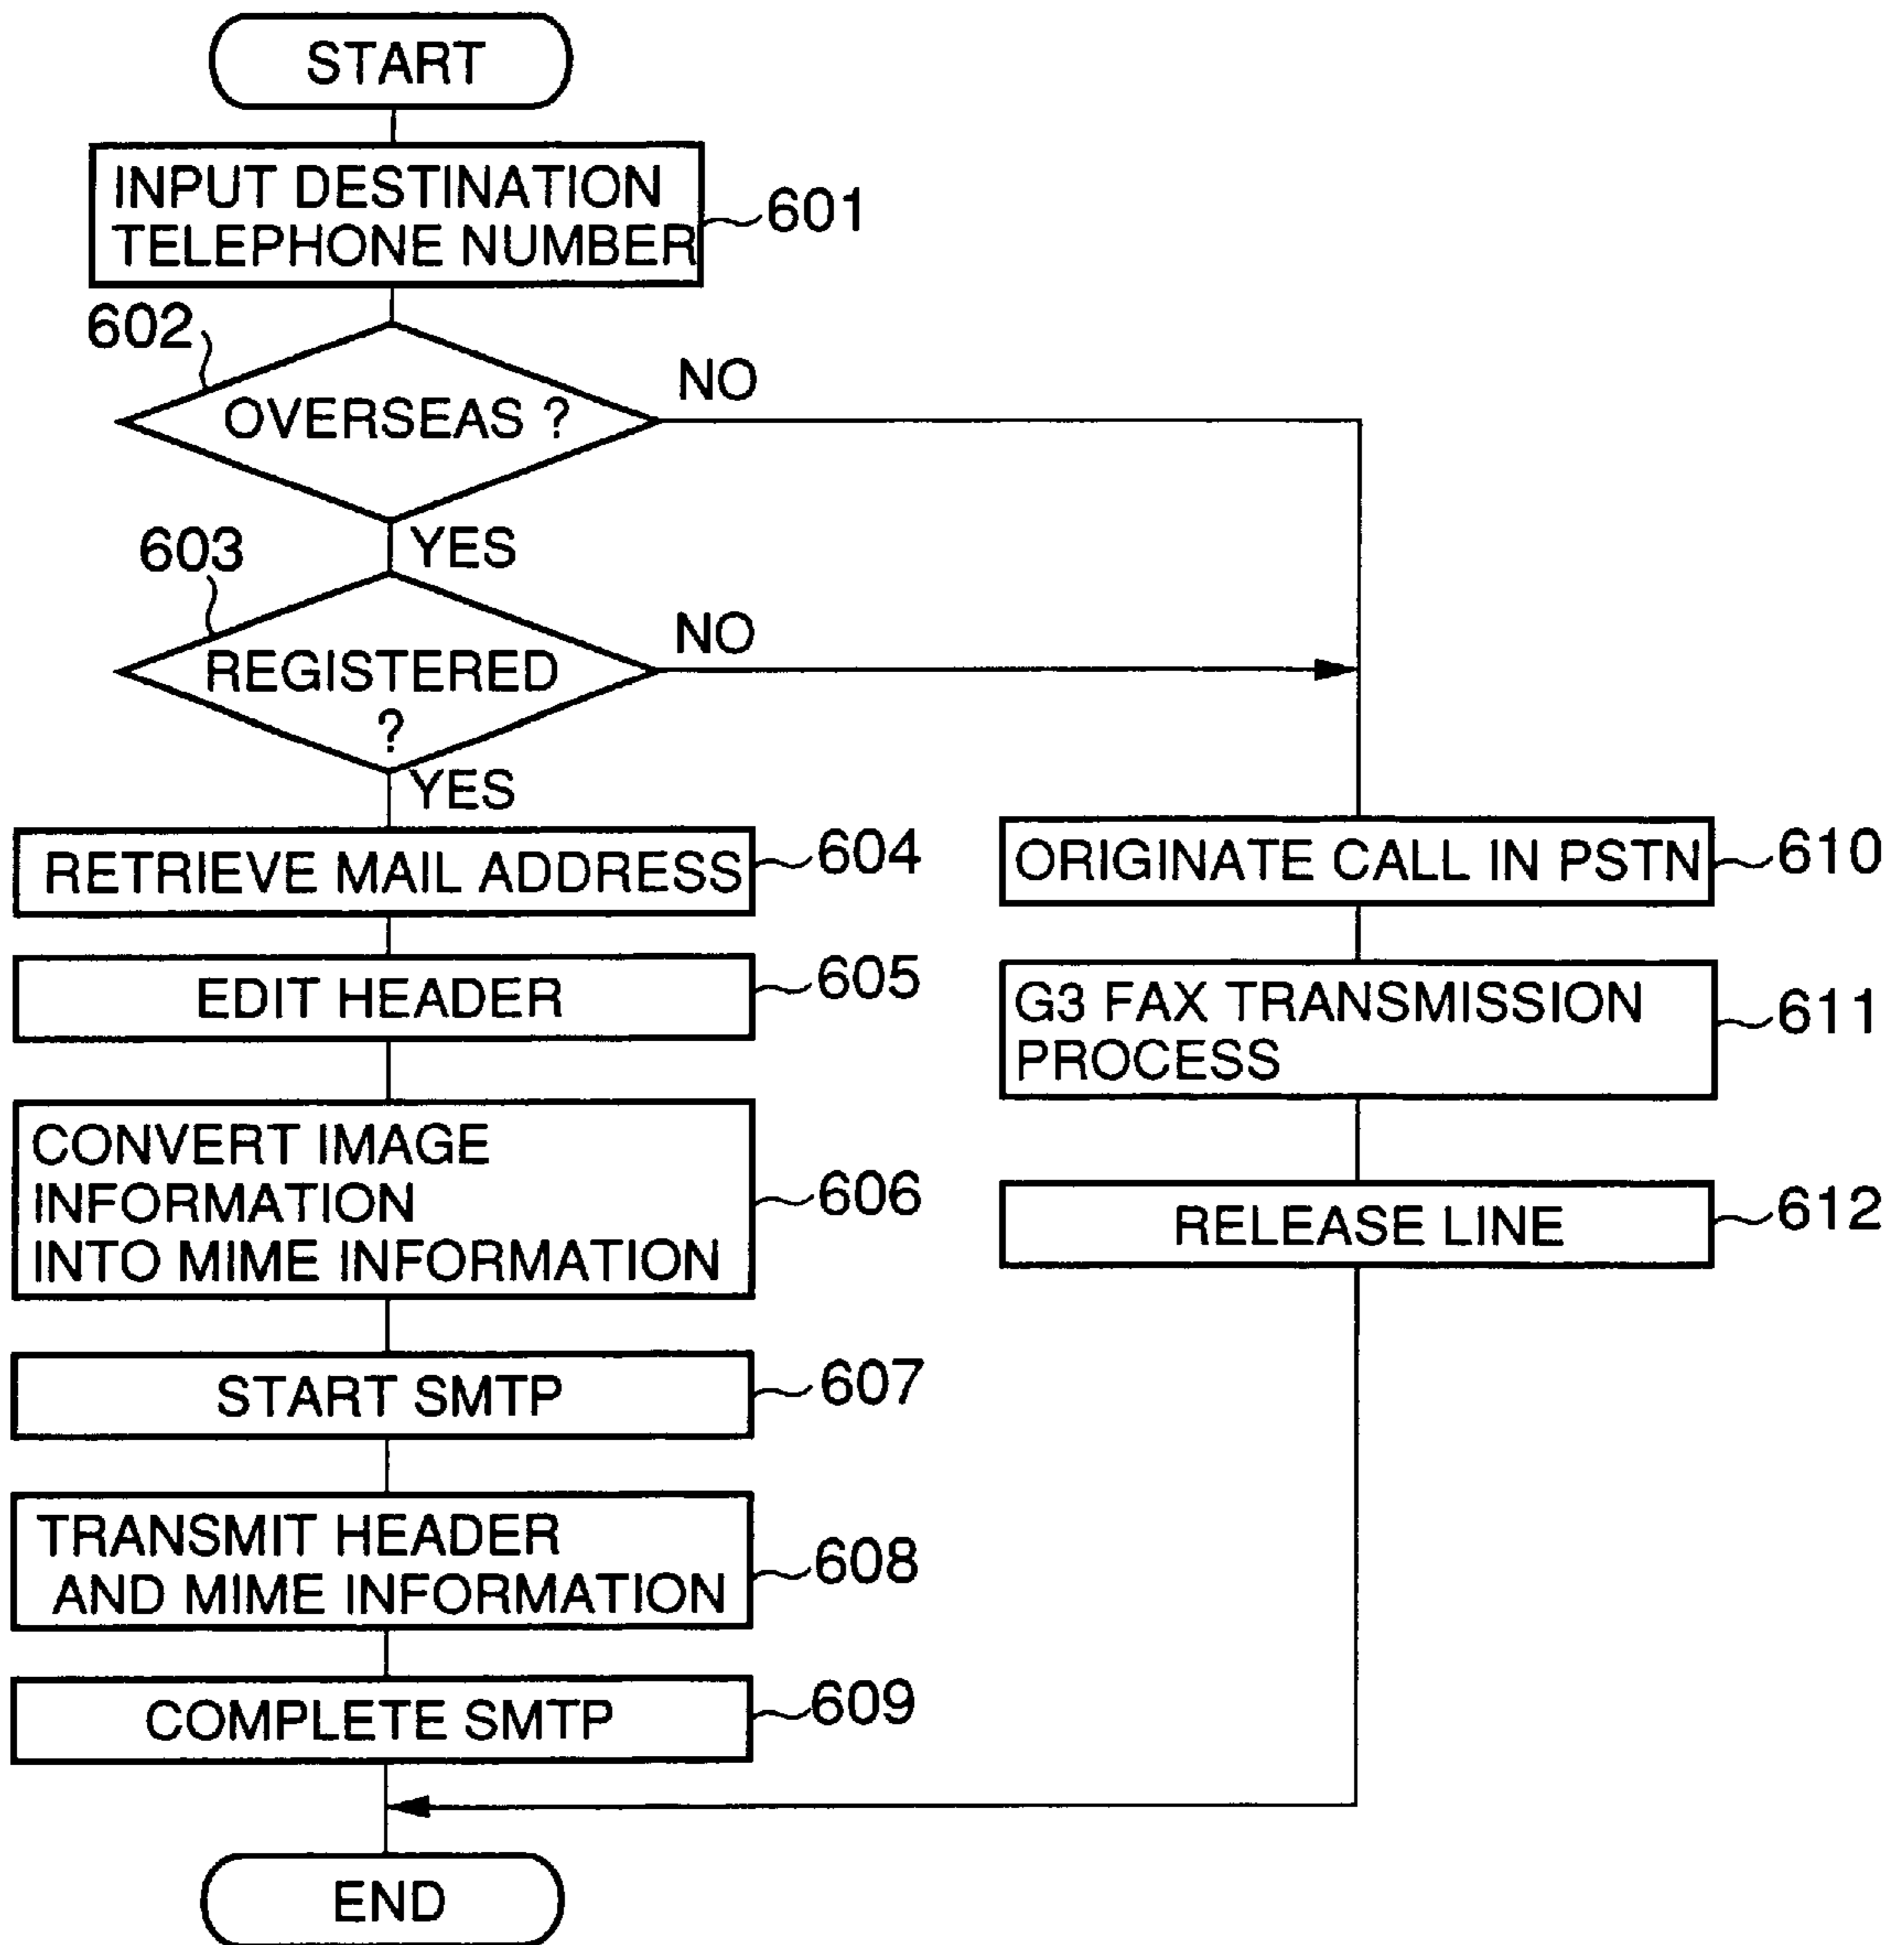 START
INPUT DESTINATION
TELEPHONE NUMBER
601
602
OVERSEAS ?
NO
YES
603
REGISTERED
?
NO
YES
RETRIEVE MAIL ADDRESS
604
EDIT HEADER
605
CONVERT IMAGE
INFORMATION
INTO MIME INFORMATION
606
START SMTP
607
TRANSMIT HEADER
AND MIME INFORMATION
608
COMPLETE SMTP
609
ORIGINATE CALL IN PSTN
610
G3 FAX TRANSMISSION
PROCESS
611
RELEASE LINE
612
END